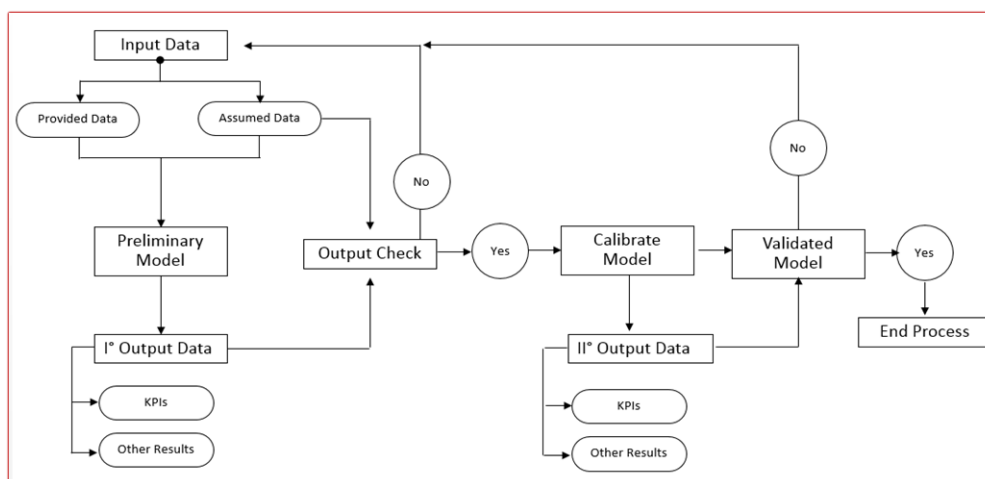 Input Data
Provided Data
Assumed Data
No
No
Preliminary
Model
Output Check
Yes
Calibrate
Model
Validated
Model
Yes
End Process
I° Output Data
II° Output Data
KPIs
Other Results
KPIs
Other Results